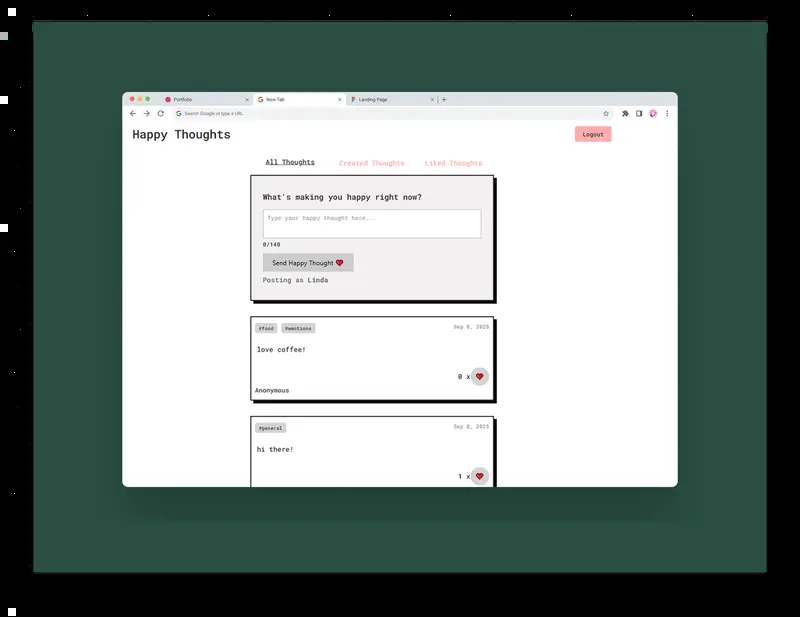 Portfolio
New Tab
Landing Page
Search Google or type a URL
Happy Thoughts
Logout
All Thoughts Created Thoughts Liked Thoughts
What's making you happy right now?
Type your happy thought here...
0/140
Send Happy Thought ❤
Posting as Linda
#food #emotions Sep 8, 2025
love coffee!
0 x ❤
Anonymous
#general Sep 8, 2025
hi there!
1 x ❤